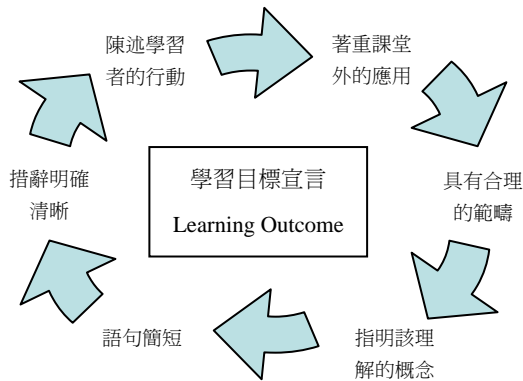 陳述學習
者的行動
著重課堂
外的應用
具有合理
的範疇
指明該理
解的概念
語句簡短
措辭明確
清晰
學習目標宣言
Learning Outcome